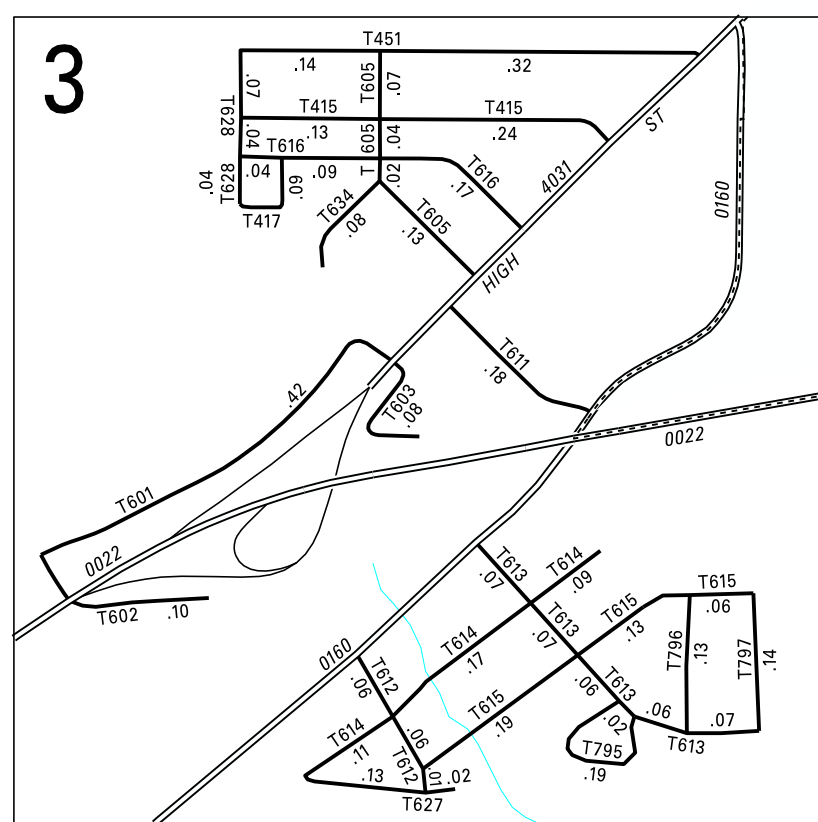 3
T451
.14
.32
.07
T605
.07
T628
T415
T415
.13
.24
.04
T616
T 605
.04
.04
.09
.02
T616
.17
.04
T628
.09
T417
T634
.08
T605
.13
HIGH
4031
ST
0160
T611
.18
.42
T603
.08
T601
0022
0022
T602
.10
T613
.07
T614
.09
T613
.07
T614
.17
T615
.13
T615
.06
T796
.13
T797
.14
0160
T612
.06
T613
.06
.02
.06
T613
.07
T795
.19
T615
.19
T614
.11
.06
T612
.13
.01
.02
T627